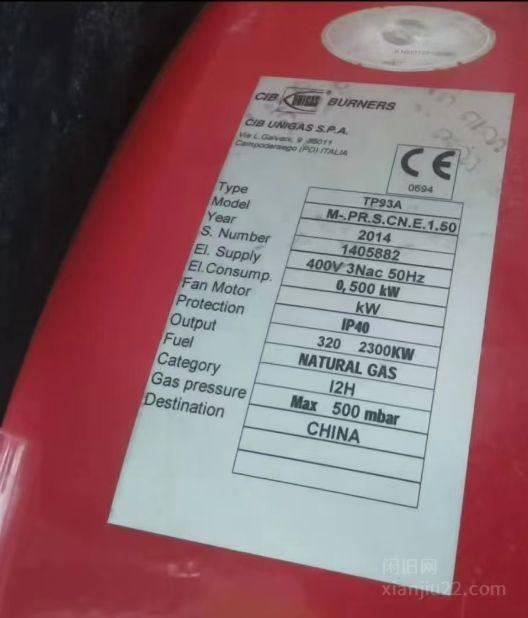 CIB UNIGAS BURNERS
CIB UNIGAS S.P.A.
Via L.Galvani, 9 35011
Campodarsego (PD) ITALIA
CE
0694
Type TP93A
Model M-.PR.S.CN.E.1.50
Year 2014
S. Number 1405882
El. Supply 400V 3Nac 50Hz
El.Consump. 0,500 kW
Fan Motor kW
Protection IP40
Output 320 2300KW
Fuel NATURAL GAS
Category I2H
Gas pressure Max 500 mbar
Destination CHINA
闲旧网
xianjiu22.com